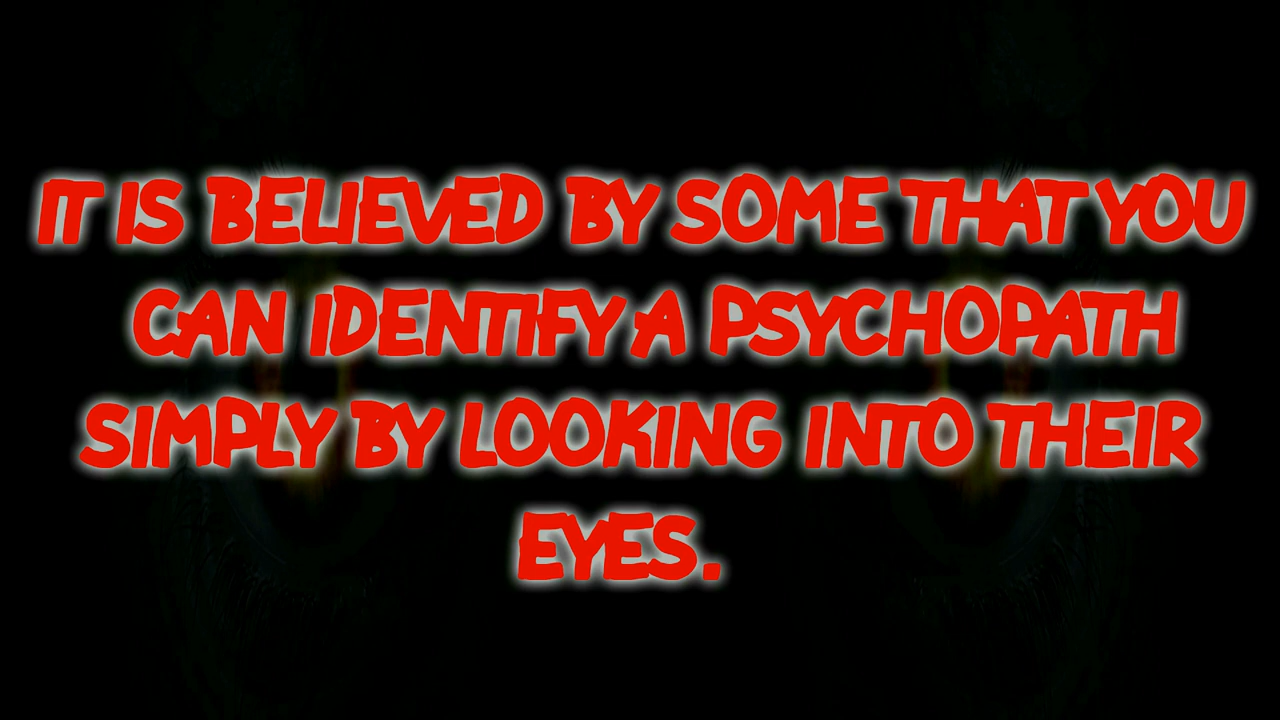 IT IS BELIEVED BY SOME THAT YOU
CAN IDENTIFY A PSYCHOPATH
SIMPLY BY LOOKING INTO THEIR
EYES.